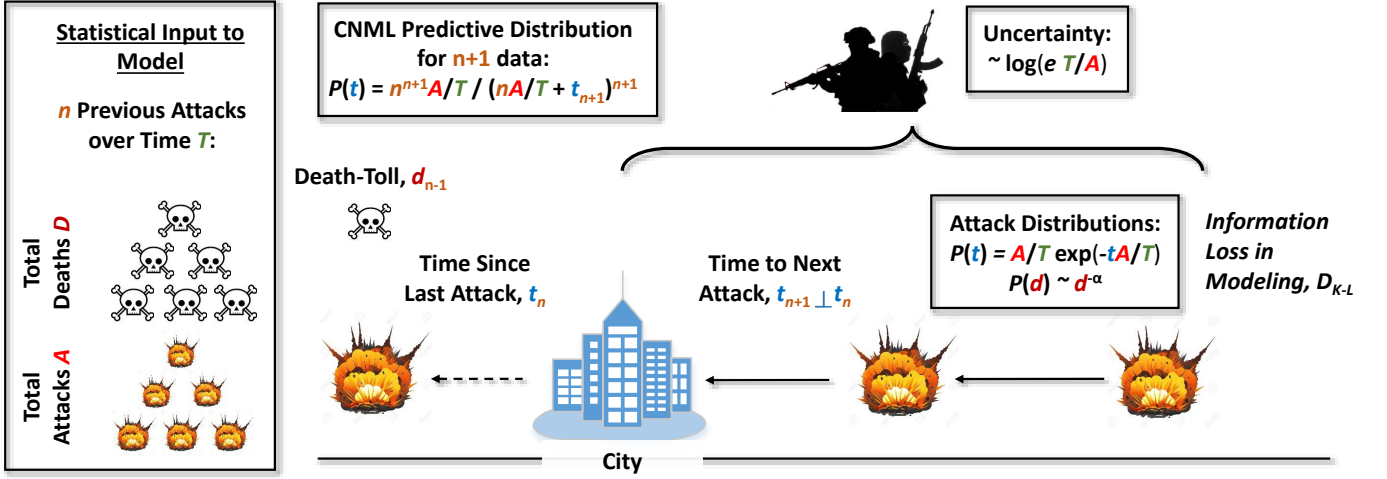 Statistical Input to
Model
n Previous Attacks
over Time T:
Total
Deaths D
Total
Attacks A
CNML Predictive Distribution
for n+1 data:
P(t) = n^{n+1}A/T / (nA/T + t_{n+1})^{n+1}
Uncertainty:
~ log(e T/A)
Death-Toll, d_{n-1}
Time Since
Last Attack, t_n
Time to Next
Attack, t_{n+1} ⊥ t_n
Attack Distributions:
P(t) = A/T exp(-tA/T)
P(d) ~ d^{-α}
Information
Loss in
Modeling, D_{K-L}
City